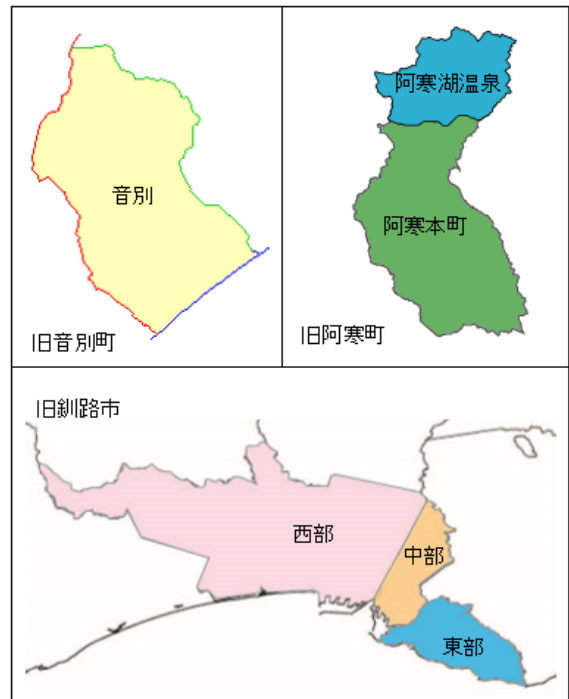 音別
旧音別町
阿寒湖温泉
阿寒本町
旧阿寒町
旧釧路市
西部
中部
東部